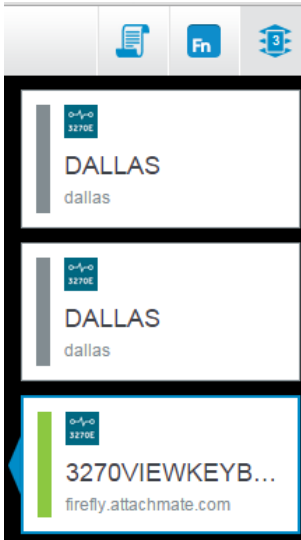 Fn
3
3270E
DALLAS
dallas
3270E
DALLAS
dallas
3270E
3270VIEWKEYB...
firefly.attachmate.com